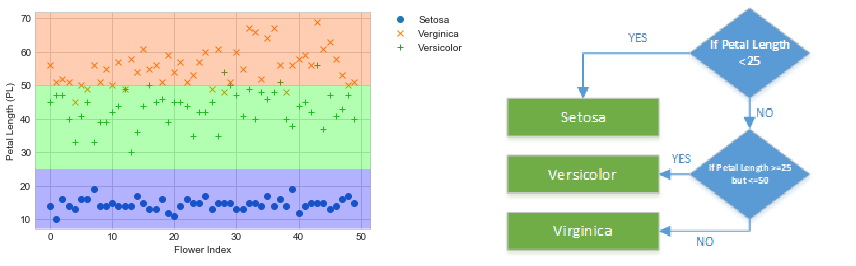 70
60
50
40
30
20
10
0
10
20
30
40
50
Petal Length (PL)
Flower Index
Setosa
Verginica
Versicolor
If Petal Length
<25
YES
NO
Setosa
If Petal Length >=25
but <=50
YES
Versicolor
NO
Virginica